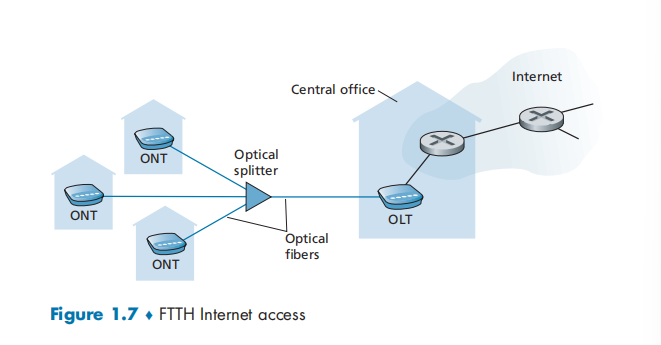 Internet
Central office
ONT
Optical
splitter
ONT
OLT
Optical
fibers
ONT
Figure 1.7 ♦ FTTH Internet access